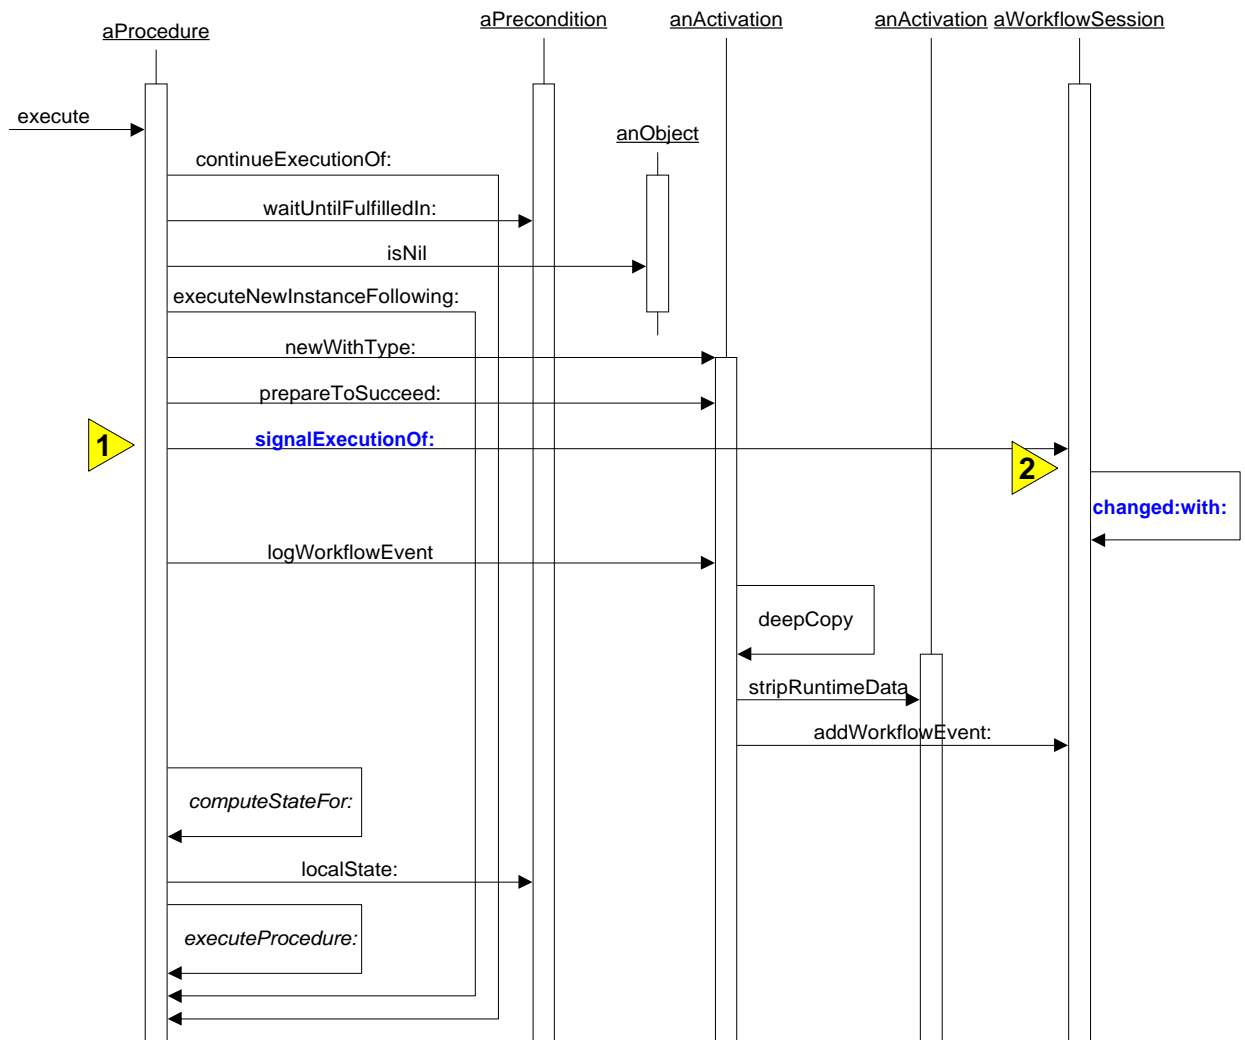 aPrecondition
anActivation
anActivation
aWorkflowSession
aProcedure
execute
anObject
continueExecutionOf:
waitUntilFulfilledIn:
isNil
executeNewInstanceFollowing:
newWithType:
prepareToSucceed:
1
signalExecutionOf:
2
changed:with:
logWorkflowEvent
deepCopy
stripRuntimeData
addWorkflowEvent:
computeStateFor:
localState:
executeProcedure: